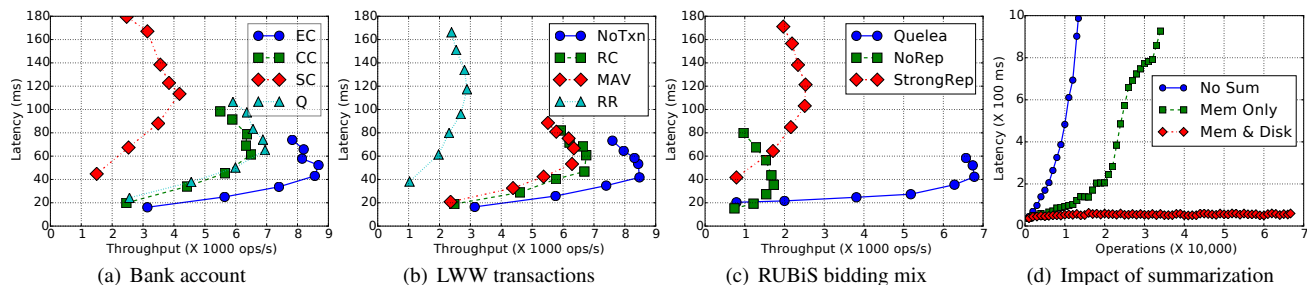 180
160
140
120
100
80
60
40
20
0
Latency (ms)
0 1 2 3 4 5 6 7 8 9
Throughput (X 1000 ops/s)
EC
CC
SC
Q
(a) Bank account
180
160
140
120
100
80
60
40
20
0
Latency (ms)
0 1 2 3 4 5 6 7 8 9
Throughput (X 1000 ops/s)
NoTxn
RC
MAV
RR
(b) LWW transactions
180
160
140
120
100
80
60
40
20
0
Latency (ms)
0 1 2 3 4 5 6 7
Throughput (X 1000 ops/s)
Quelea
NoRep
StrongRep
(c) RUBiS bidding mix
10
8
6
4
2
0
Latency (X 100 ms)
0 1 2 3 4 5 6 7
Operations (X 10,000)
No Sum
Mem Only
Mem & Disk
(d) Impact of summarization